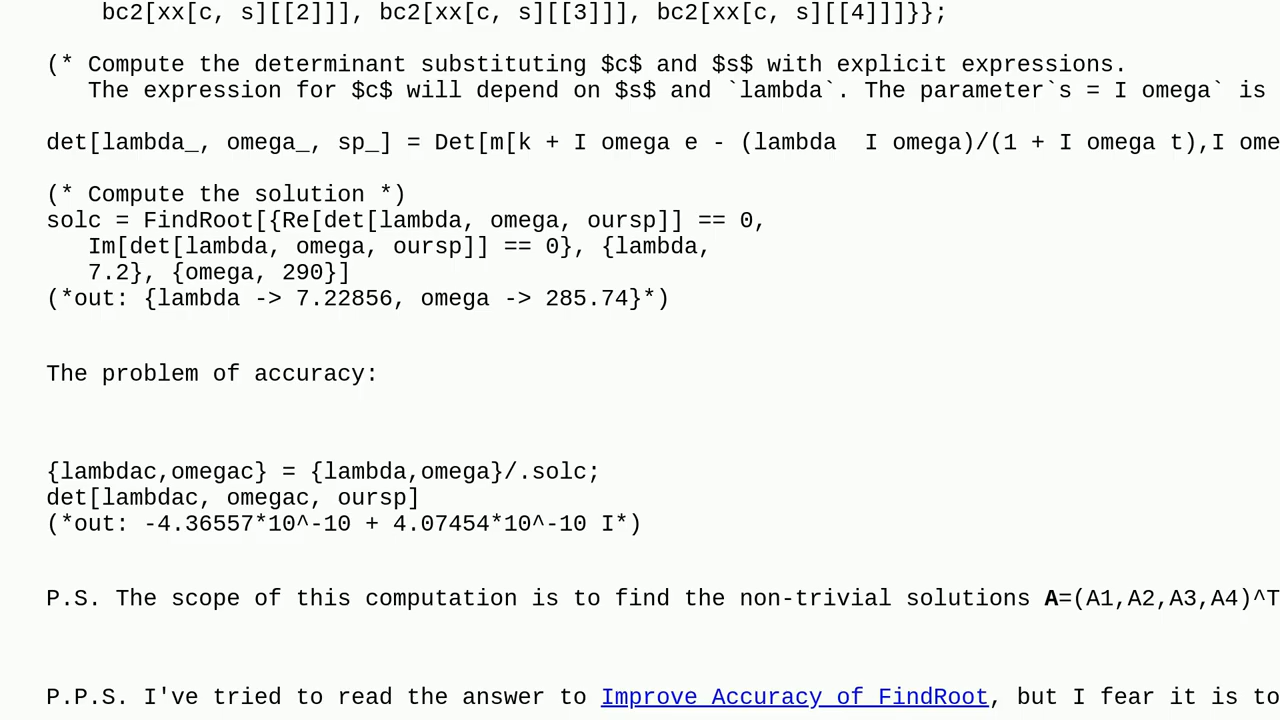 bc2[xx[c, s][[2]]], bc2[xx[c, s][[3]]], bc2[xx[c, s][[4]]]}};
(* Compute the determinant substituting $c$ and $s$ with explicit expressions.
The expression for $c$ will depend on $s$ and `lambda`. The parameter`s = I omega` is
det[lambda_, omega_, sp_] = Det[m[k + I omega e - (lambda  I omega)/(1 + I omega t),I ome
(* Compute the solution *)
solc = FindRoot[{Re[det[lambda, omega, oursp]] == 0,
Im[det[lambda, omega, oursp]] == 0}, {lambda,
7.2}, {omega, 290}]
(*out: {lambda -> 7.22856, omega -> 285.74}*)
The problem of accuracy:
{lambdac,omegac} = {lambda,omega}/.solc;
det[lambdac, omegac, oursp]
(*out: -4.36557*10^-10 + 4.07454*10^-10 I*)
P.S. The scope of this computation is to find the non-trivial solutions A=(A1,A2,A3,A4)^T
P.P.S. I've tried to read the answer to Improve Accuracy of FindRoot, but I fear it is to